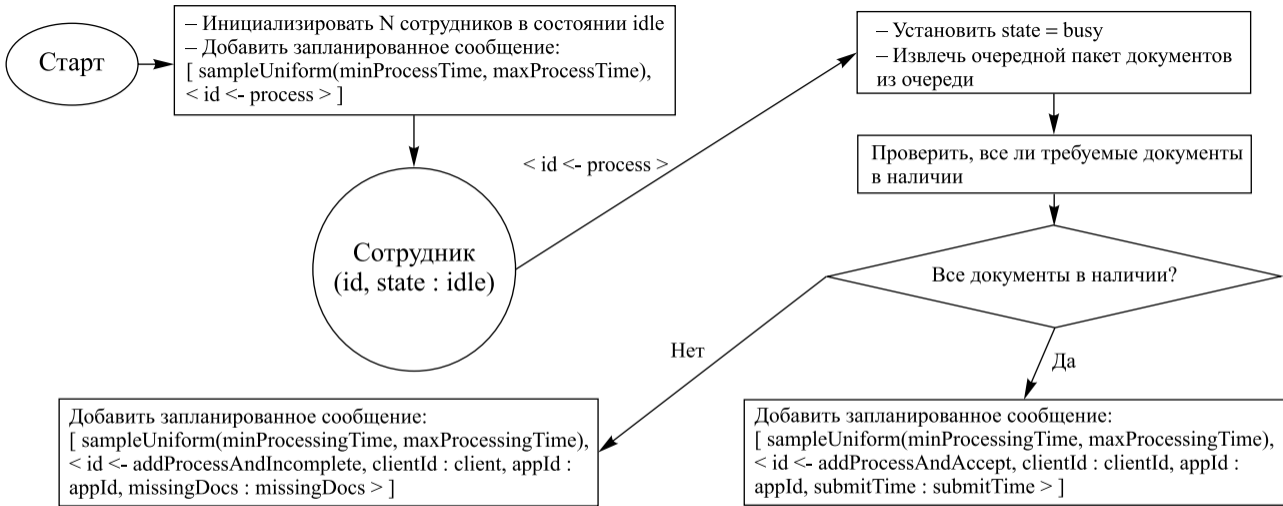 Старт
– Инициализировать N сотрудников в состоянии idle
– Добавить запланированное сообщение:
[ sampleUniform(minProcessTime, maxProcessTime),
< id <- process > ]
< id <- process >
Сотрудник
(id, state : idle)
– Установить state = busy
– Извлечь очередной пакет документов
из очереди
Проверить, все ли требуемые документы
в наличии
Все документы в наличии?
Нет
Да
Добавить запланированное сообщение:
[ sampleUniform(minProcessingTime, maxProcessingTime),
< id <- addProcessAndIncomplete, clientId : client, appId :
appId, missingDocs : missingDocs > ]
Добавить запланированное сообщение:
[ sampleUniform(minProcessingTime, maxProcessingTime),
< id <- addProcessAndAccept, clientId : clientId, appId :
appId, submitTime : submitTime > ]